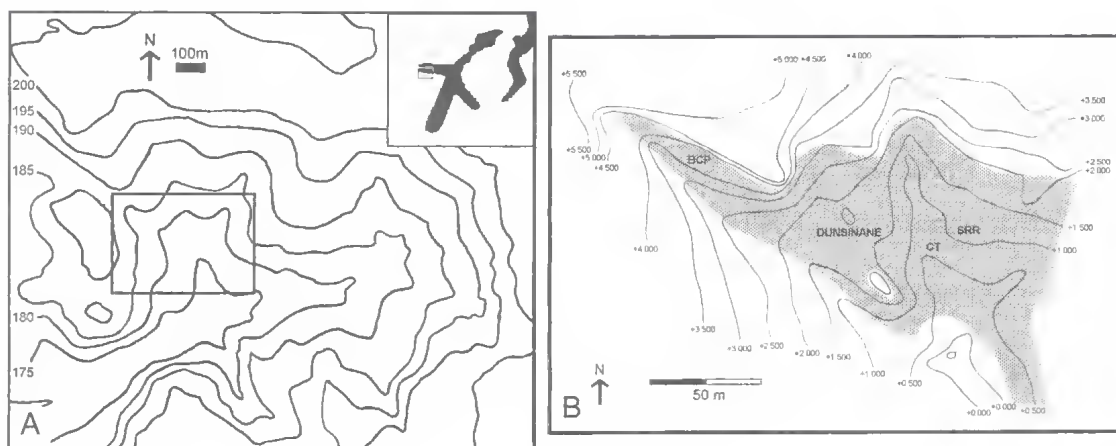 N
100m
200
195
190
185
180
175
A
+6 000
+4 500
+4 000
+5 500
+3 500
+3 000
+5 500
+5 000
+4 500
+2 500
+2 000
BCP
+4 000
DUNSINANE
SRR
CT
+1 500
+1 000
+3 500
+3 000
+2 500
+2 000
+1 500
+1 000
+0 500
+0 000
+0 500
N
50 m
B